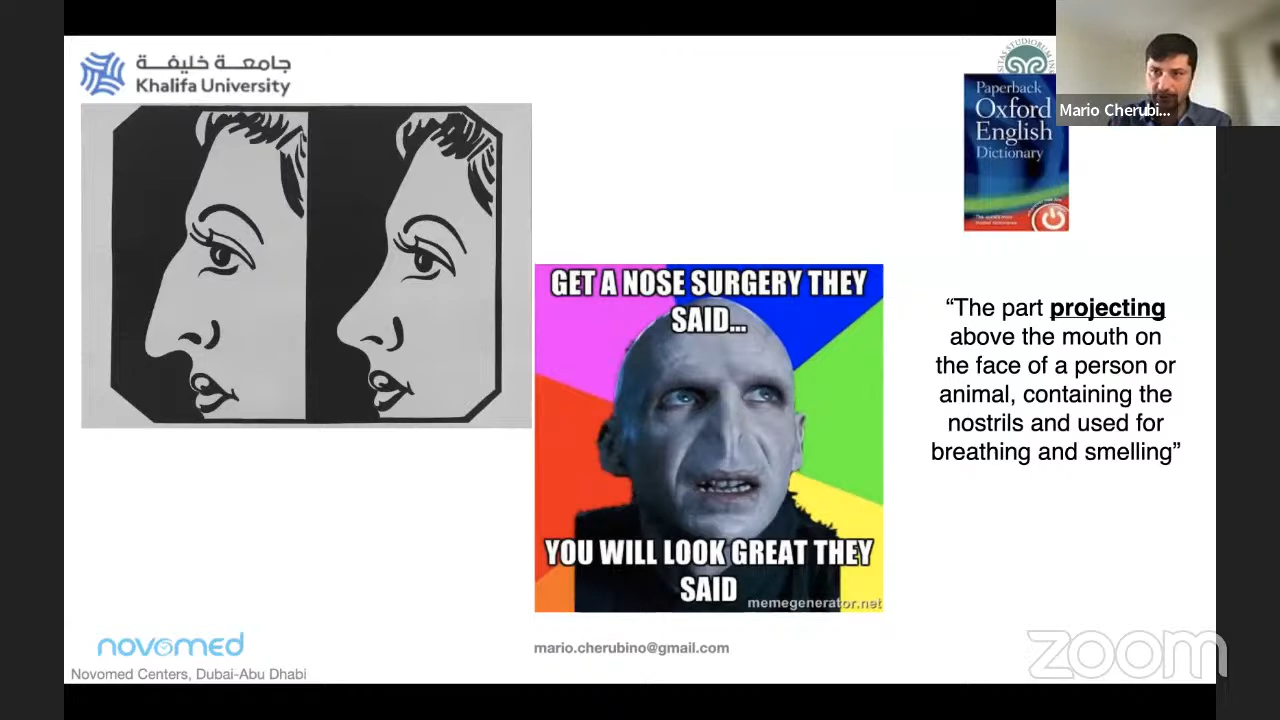 جامعة خليفة
Khalifa University
Paperback
Oxford
English
Dictionary
Mario Cherubi...
GET A NOSE SURGERY THEY
SAID...
YOU WILL LOOK GREAT THEY
SAID
memegenerator.net
“The part projecting
above the mouth on
the face of a person or
animal, containing the
nostrils and used for
breathing and smelling”
novomed
Novomed Centers, Dubai-Abu Dhabi
mario.cherubino@gmail.com
zoom